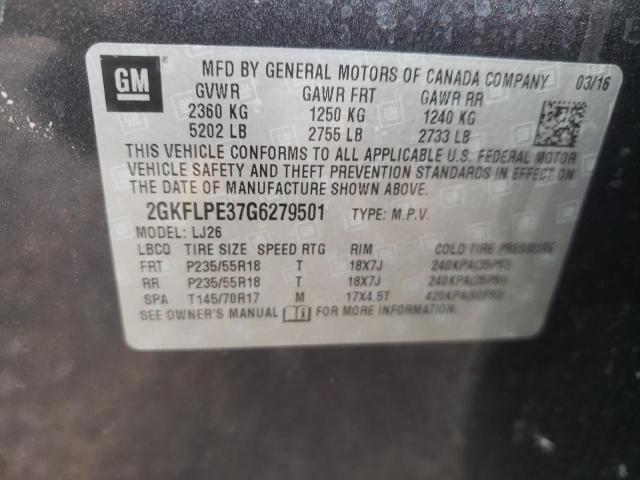 GM
MFD BY GENERAL MOTORS OF CANADA COMPANY 03/16
GVWR GAWR FRT GAWR RR
2360 KG 1250 KG 1240 KG
5202 LB 2755 LB 2733 LB
THIS VEHICLE CONFORMS TO ALL APPLICABLE U.S. FEDERAL MOTOR
VEHICLE SAFETY AND THEFT PREVENTION STANDARDS IN EFFECT ON
THE DATE OF MANUFACTURE SHOWN ABOVE.
2GKFLPE37G6279501 TYPE: M.P.V.
MODEL: LJ26
LBCQ TIRE SIZE SPEED RTG RIM COLD TIRE PRESSURE
FRT P235/55R18 T 18X7J 240KPA(35PSI)
RR P235/55R18 T 18X7J 240KPA(35PSI)
SPA T145/70R17 M 17X4.5T 420KPA(60PSI)
SEE OWNER'S MANUAL FOR MORE INFORMATION.